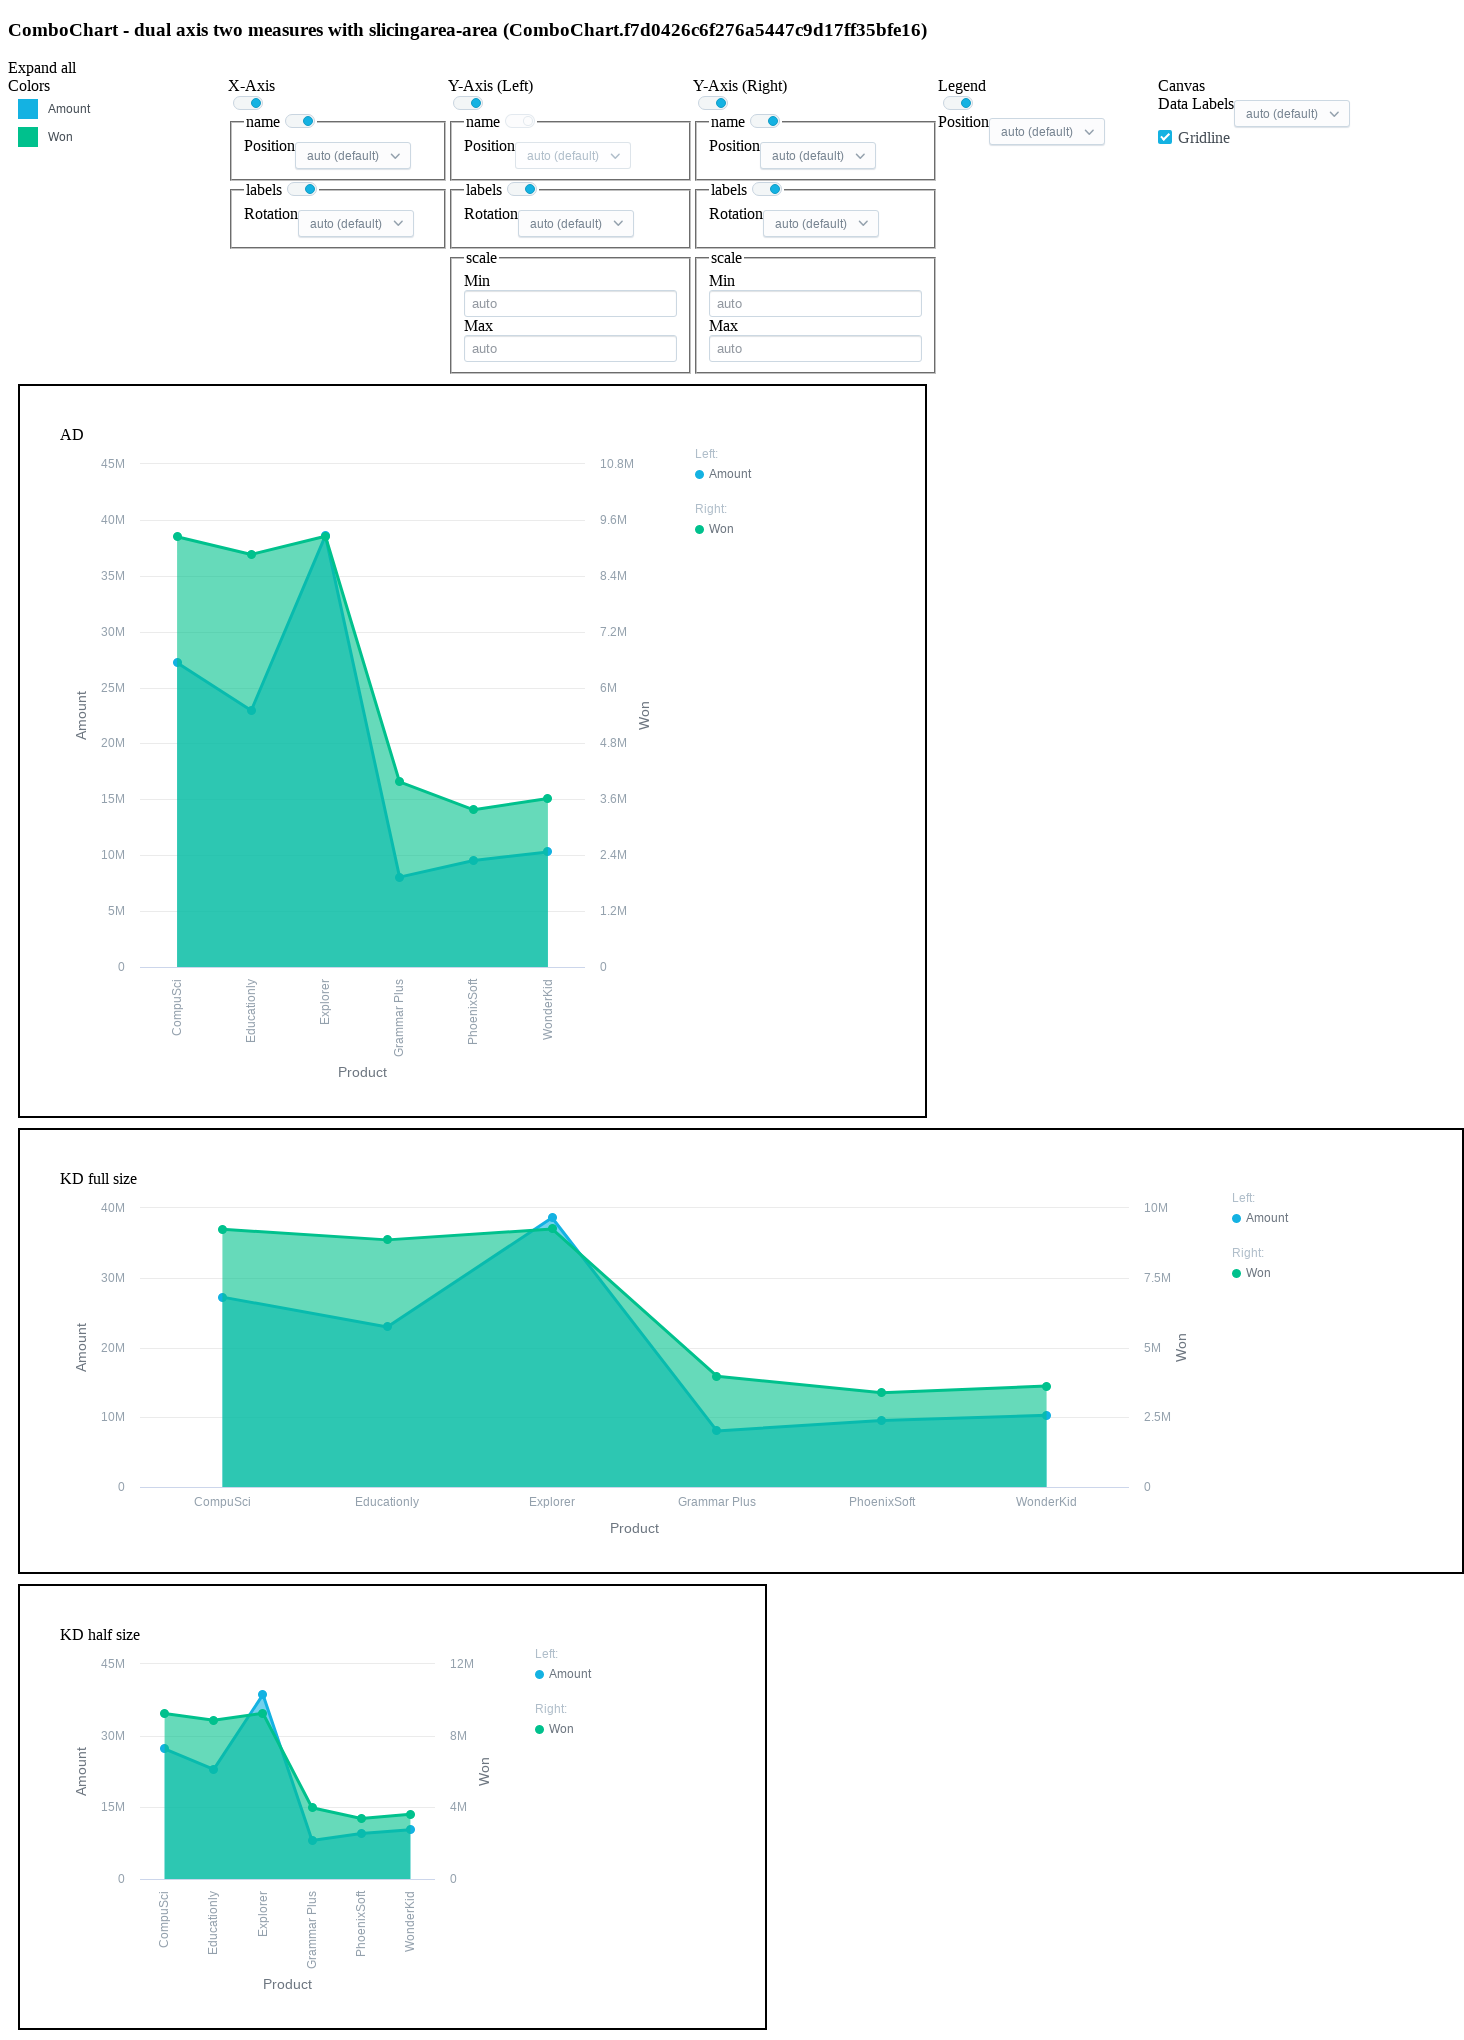 ComboChart - dual axis two measures with slicingarea-area (ComboChart.f7d0426c6f276a5447c9d17ff35bfe16)
Expand all
Colors
Amount
Won
X-Axis
name
Position auto (default)
labels
Rotation auto (default)
Y-Axis (Left)
name
Position auto (default)
labels
Rotation auto (default)
scale
Min
auto
Max
auto
Y-Axis (Right)
name
Position auto (default)
labels
Rotation auto (default)
scale
Min
auto
Max
auto
Legend
Position auto (default)
Canvas
Data Labels auto (default)
Gridline
AD
45M
40M
35M
30M
25M
20M
15M
10M
5M
0
Amount
10.8M
9.6M
8.4M
7.2M
6M
4.8M
3.6M
2.4M
1.2M
0
Won
CompuSci
Educationly
Explorer
Grammar Plus
PhoenixSoft
WonderKid
Product
Left:
Amount
Right:
Won
KD full size
40M
30M
20M
10M
0
Amount
10M
7.5M
5M
2.5M
0
Won
CompuSci
Educationly
Explorer
Grammar Plus
PhoenixSoft
WonderKid
Product
Left:
Amount
Right:
Won
KD half size
45M
30M
15M
0
Amount
12M
8M
4M
0
Won
CompuSci
Educationly
Explorer
Grammar Plus
PhoenixSoft
WonderKid
Product
Left:
Amount
Right:
Won